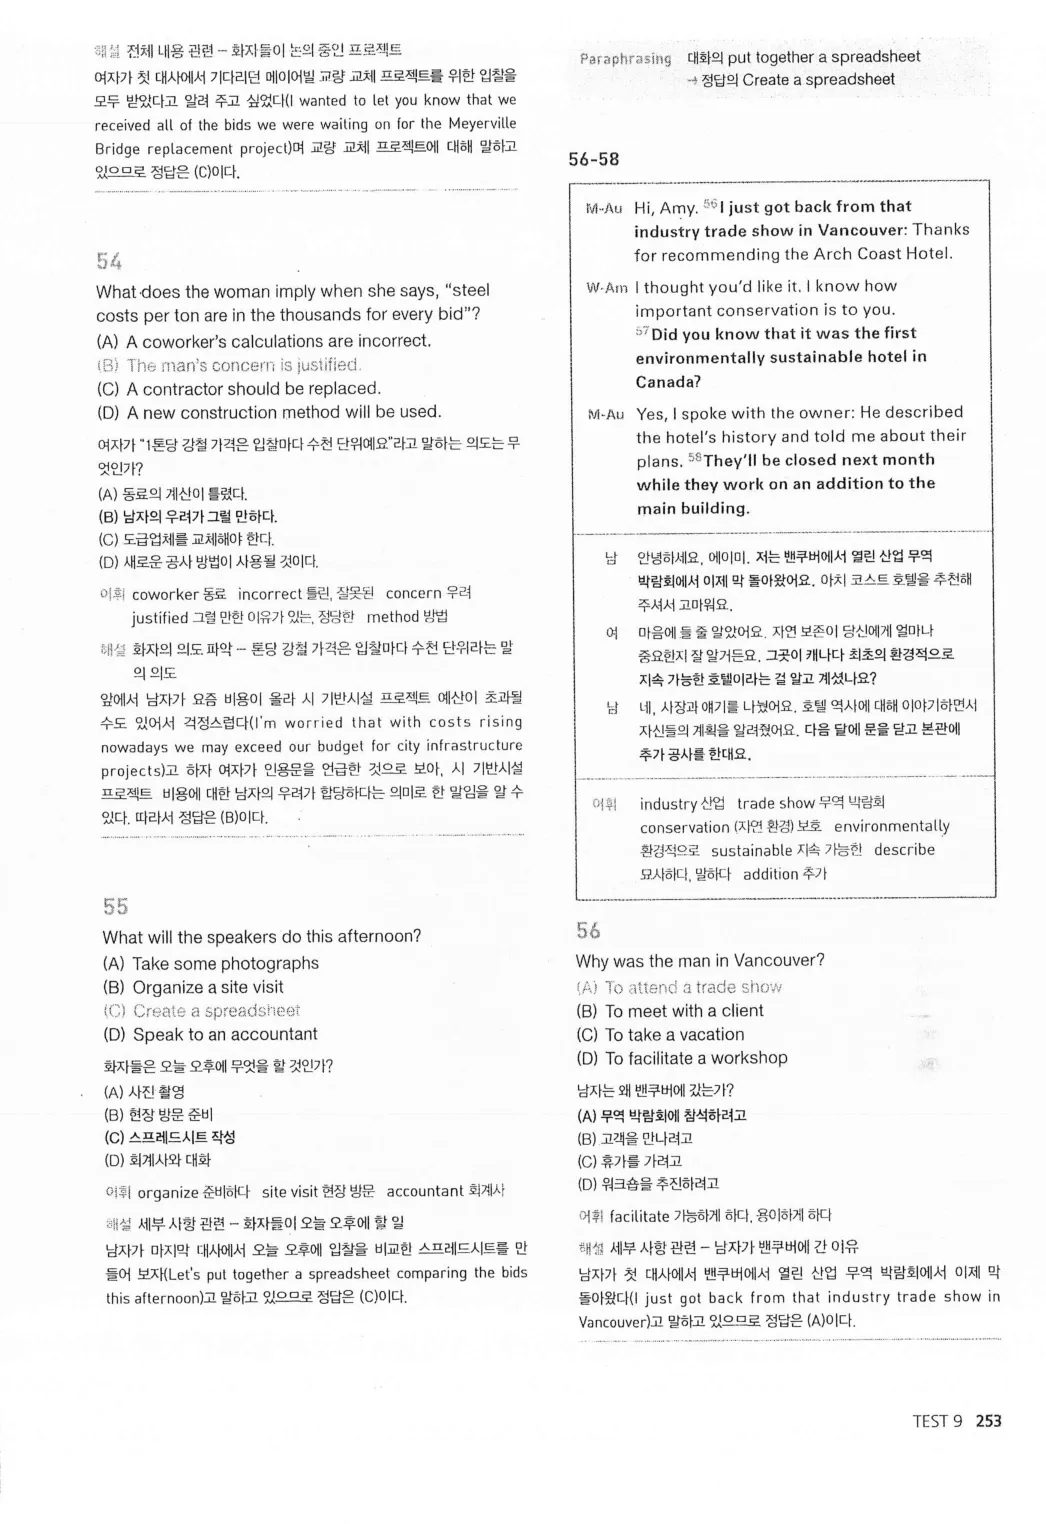 해설 전체 내용 관련 – 화자들이 논의 중인 프로젝트
여자가 첫 대사에서 기다리던 메이어빌 교량 교체 프로젝트를 위한 입찰을
모두 받았다고 알려 주고 싶었다(I wanted to let you know that we
received all of the bids we were waiting on for the Meyerville
Bridge replacement project)며 교량 교체 프로젝트에 대해 말하고
있으므로 정답은 (C)이다.
54
What does the woman imply when she says, "steel
costs per ton are in the thousands for every bid"?
(A) A coworker's calculations are incorrect.
(B) The man's concern is justified.
(C) A contractor should be replaced.
(D) A new construction method will be used.
여자가 "1톤당 강철 가격은 입찰마다 수천 단위예요"라고 말하는 의도는 무
엇인가?
(A) 동료의 계산이 틀렸다.
(B) 남자의 우려가 그럴 만하다.
(C) 도급업체를 교체해야 한다.
(D) 새로운 공사 방법이 사용될 것이다.
어휘 coworker 동료 incorrect 틀린, 잘못된 concern 우려
justified 그럴 만한 이유가 있는, 정당한 method 방법
해설 화자의 의도 파악 – 톤당 강철 가격은 입찰마다 수천 단위라는 말
의 의도
앞에서 남자가 요즘 비용이 올라 시 기반시설 프로젝트 예산이 초과될
수도 있어서 걱정스럽다(I'm worried that with costs rising
nowadays we may exceed our budget for city infrastructure
projects)고 하자 여자가 인용문을 언급한 것으로 보아, 시 기반시설
프로젝트 비용에 대한 남자의 우려가 합당하다는 의미로 한 말임을 알 수
있다. 따라서 정답은 (B)이다.
55
What will the speakers do this afternoon?
(A) Take some photographs
(B) Organize a site visit
(C) Create a spreadsheet
(D) Speak to an accountant
화자들은 오늘 오후에 무엇을 할 것인가?
(A) 사진 촬영
(B) 현장 방문 준비
(C) 스프레드시트 작성
(D) 회계사와 대화
어휘 organize 준비하다 site visit 현장 방문 accountant 회계사
해설 세부 사항 관련 – 화자들이 오늘 오후에 할 일
남자가 마지막 대사에서 오늘 오후에 입찰을 비교한 스프레드시트를 만
들어 보자(Let's put together a spreadsheet comparing the bids
this afternoon)고 말하고 있으므로 정답은 (C)이다.
Paraphrasing 대화의 put together a spreadsheet
→ 정답의 Create a spreadsheet
56-58
M-Au Hi, Amy. 56 I just got back from that
industry trade show in Vancouver: Thanks
for recommending the Arch Coast Hotel.
W-Am I thought you'd like it. I know how
important conservation is to you.
57 Did you know that it was the first
environmentally sustainable hotel in
Canada?
M-Au Yes, I spoke with the owner: He described
the hotel's history and told me about their
plans. 58 They'll be closed next month
while they work on an addition to the
main building.
남 안녕하세요, 에이미. 저는 밴쿠버에서 열린 산업 무역
박람회에서 이제 막 돌아왔어요. 아치 코스트 호텔을 추천해
주셔서 고마워요.
여 마음에 들 줄 알았어요. 자연 보존이 당신에게 얼마나
중요한지 잘 알거든요. 그곳이 캐나다 최초의 환경적으로
지속 가능한 호텔이라는 걸 알고 계셨나요?
남 네, 사장과 얘기를 나눴어요. 호텔 역사에 대해 이야기하면서
자신들의 계획을 알려줬어요. 다음 달에 문을 닫고 본관에
추가 공사를 한대요.
어휘 industry 산업 trade show 무역 박람회
conservation (자연 환경) 보호 environmentally
환경적으로 sustainable 지속 가능한 describe
묘사하다, 말하다 addition 추가
56
Why was the man in Vancouver?
(A) To attend a trade show
(B) To meet with a client
(C) To take a vacation
(D) To facilitate a workshop
남자는 왜 밴쿠버에 갔는가?
(A) 무역 박람회에 참석하려고
(B) 고객을 만나려고
(C) 휴가를 가려고
(D) 워크숍을 추진하려고
어휘 facilitate 가능하게 하다, 용이하게 하다
해설 세부 사항 관련 – 남자가 밴쿠버에 간 이유
남자가 첫 대사에서 밴쿠버에서 열린 산업 무역 박람회에서 이제 막
돌아왔다(I just got back from that industry trade show in
Vancouver)고 말하고 있으므로 정답은 (A)이다.
TEST 9 253